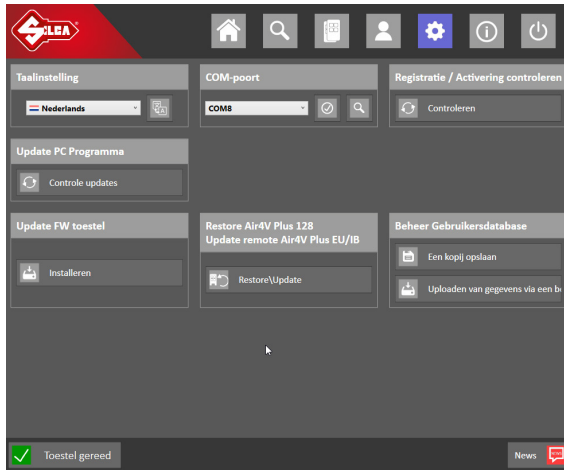 SILCA
Taalinstelling
COM-poort
Registratie / Activering controleren
Nederlands
COM8
Controleren
Update PC Programma
Controle updates
Update FW toestel
Restore Air4V Plus 128
Update remote Air4V Plus EU/IB
Beheer Gebruikersdatabase
Installeren
Restore\Update
Een kopij opslaan
Uploaden van gegevens via een b
Toestel gereed
News